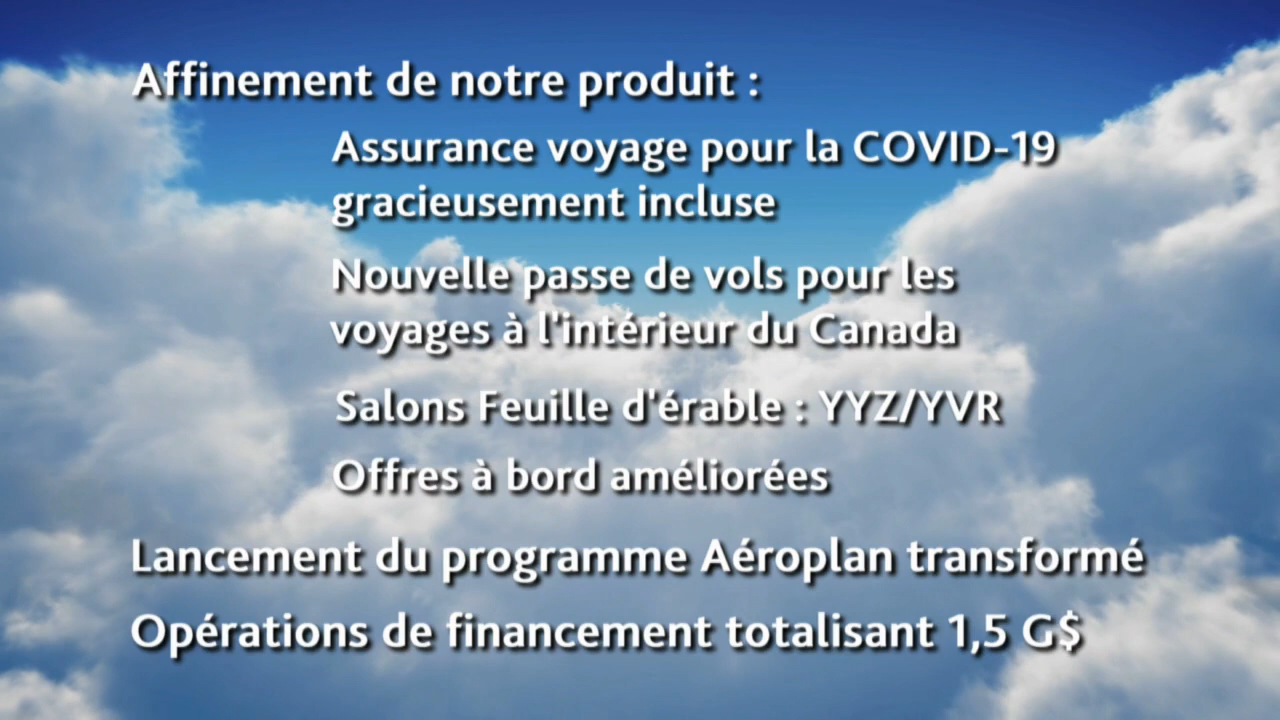 Affinement de notre produit :
Assurance voyage pour la COVID-19
gracieusement incluse
Nouvelle passe de vols pour les
voyages à l'intérieur du Canada
Salons Feuille d'érable : YYZ/YVR
Offres à bord améliorées
Lancement du programme Aéroplan transformé
Opérations de financement totalisant 1,5 G$